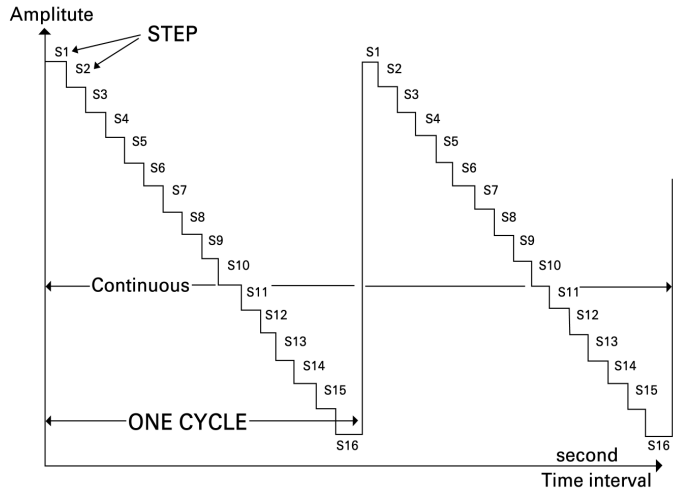 Amplitute
STEP
S1
S2
S3
S4
S5
S6
S7
S8
S9
S10
S11
S12
S13
S14
S15
S16
S1
S2
S3
S4
S5
S6
S7
S8
S9
S10
S11
S12
S13
S14
S15
S16
Continuous
ONE CYCLE
second
Time interval